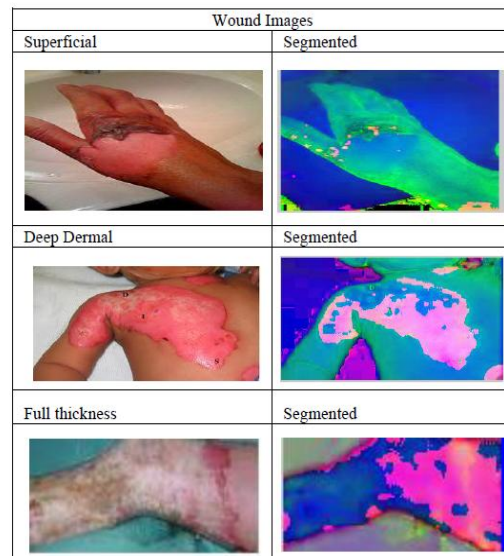 Wound Images
Superficial Segmented
Deep Dermal Segmented
Full thickness Segmented